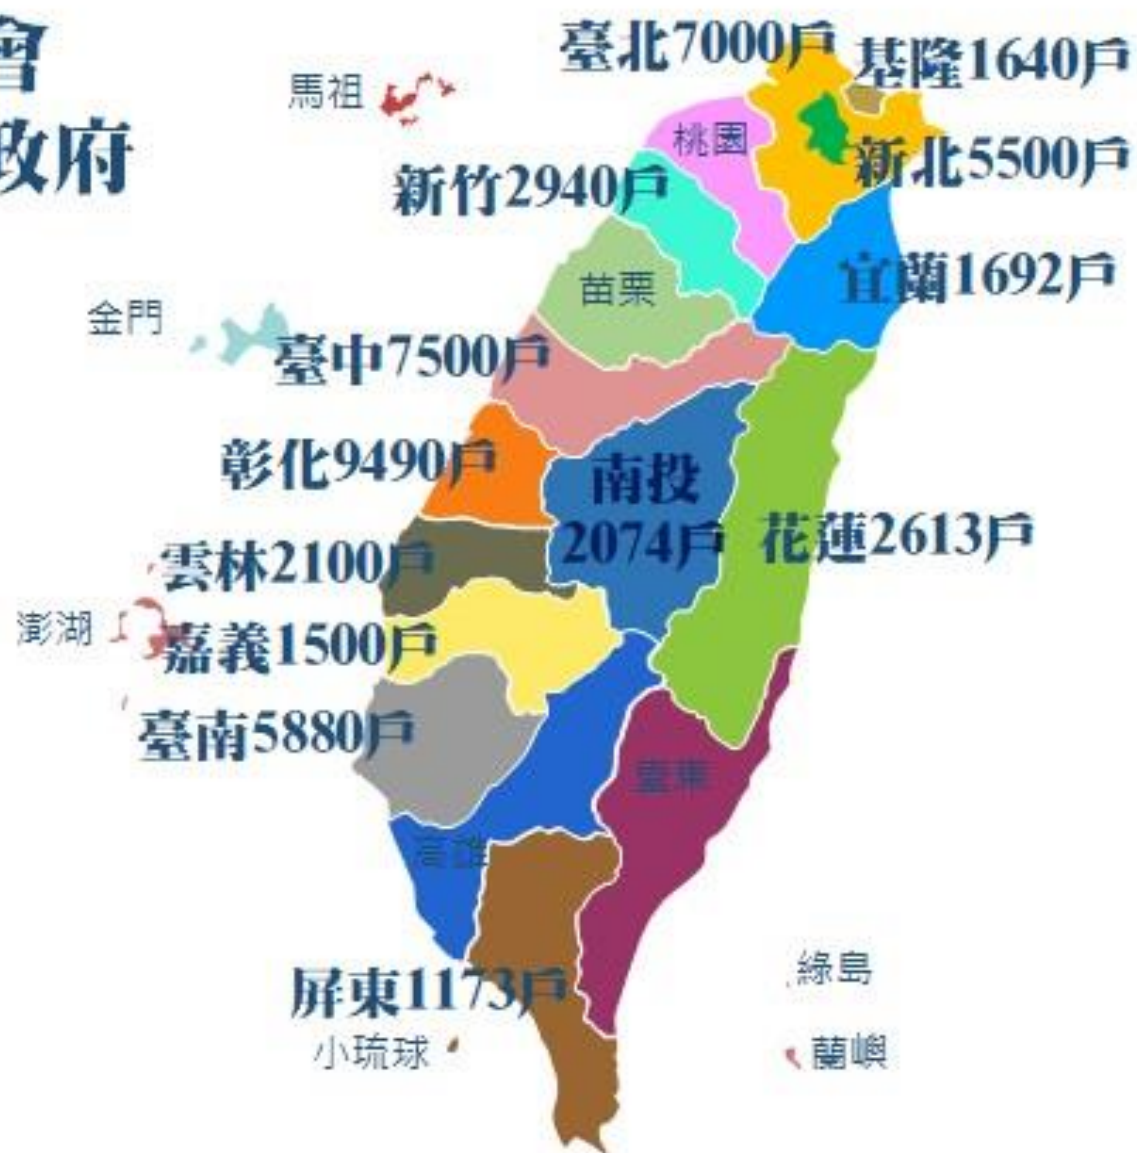 會
政府
臺北7000戶
基隆1640戶
馬祖
桃園
新竹2940戶
新北5500戶
苗栗
宜蘭1692戶
金門
臺中7500戶
彰化9490戶
南投
2074戶
花蓮2613戶
雲林2100戶
澎湖
嘉義1500戶
臺南5880戶
臺東
高雄
屏東1173戶
綠島
小琉球
蘭嶼